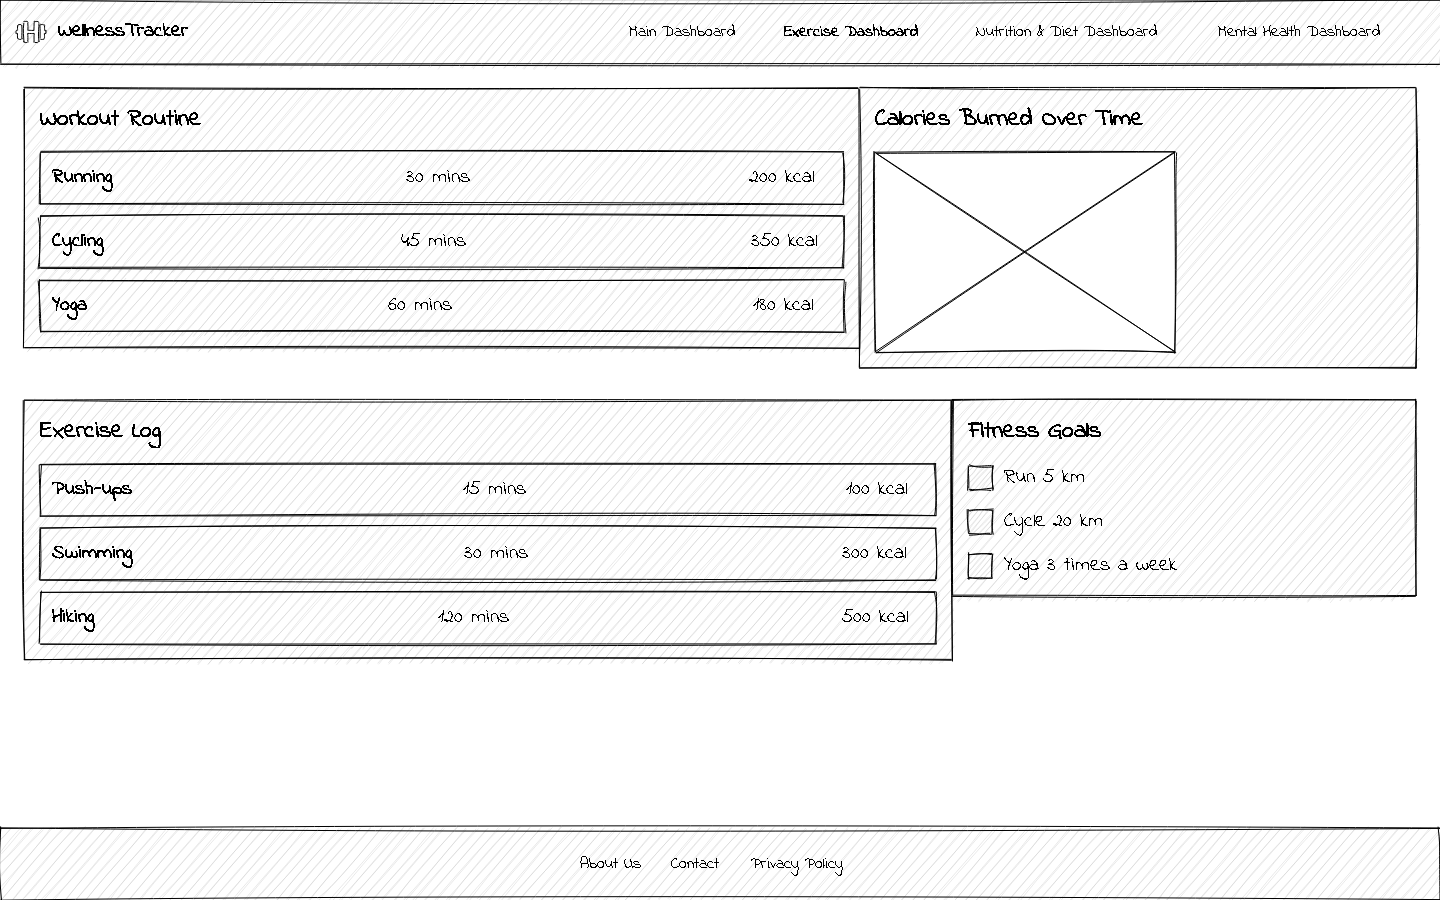 WellnessTracker Main Dashboard Exercise Dashboard Nutrition & Diet Dashboard Mental Health Dashboard
Workout Routine
Running 30 mins 200 kcal
Cycling 45 mins 350 kcal
Yoga 60 mins 180 kcal
Calories Burned Over Time
Exercise Log
Push-ups 15 mins 100 kcal
Swimming 30 mins 300 kcal
Hiking 120 mins 500 kcal
Fitness Goals
Run 5 km
Cycle 20 km
Yoga 3 times a week
About Us Contact Privacy Policy